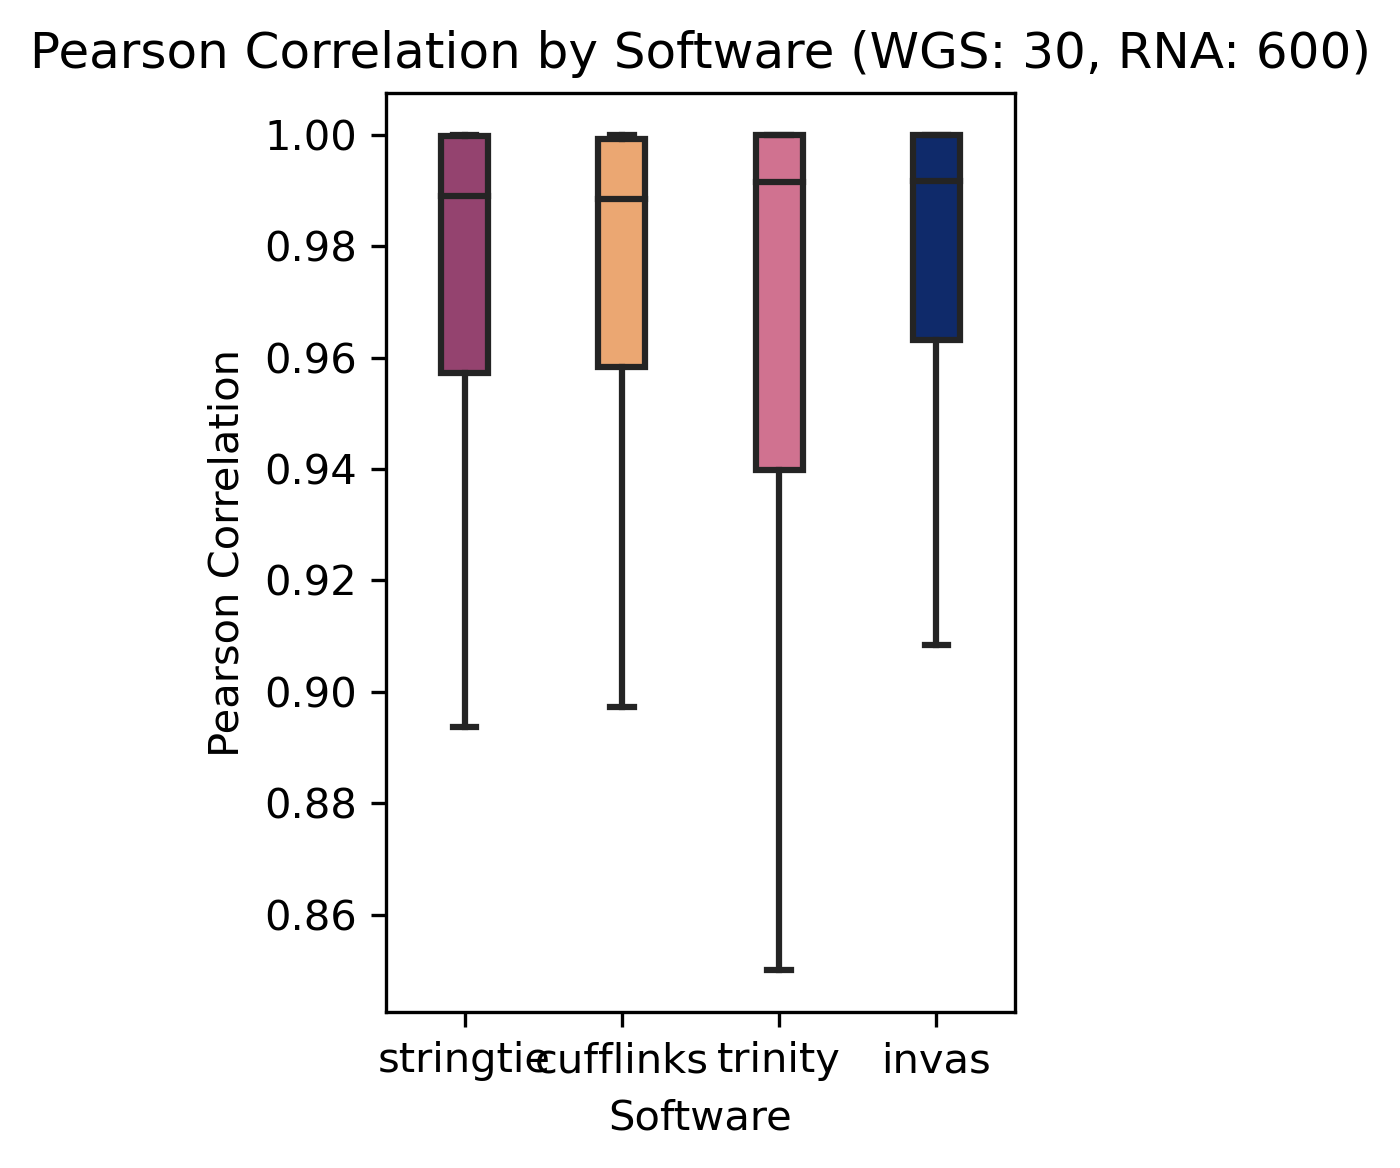 Pearson Correlation by Software (WGS: 30, RNA: 600)
Pearson Correlation
1.00
0.98
0.96
0.94
0.92
0.90
0.88
0.86
stringtie cufflinks trinity invas
Software